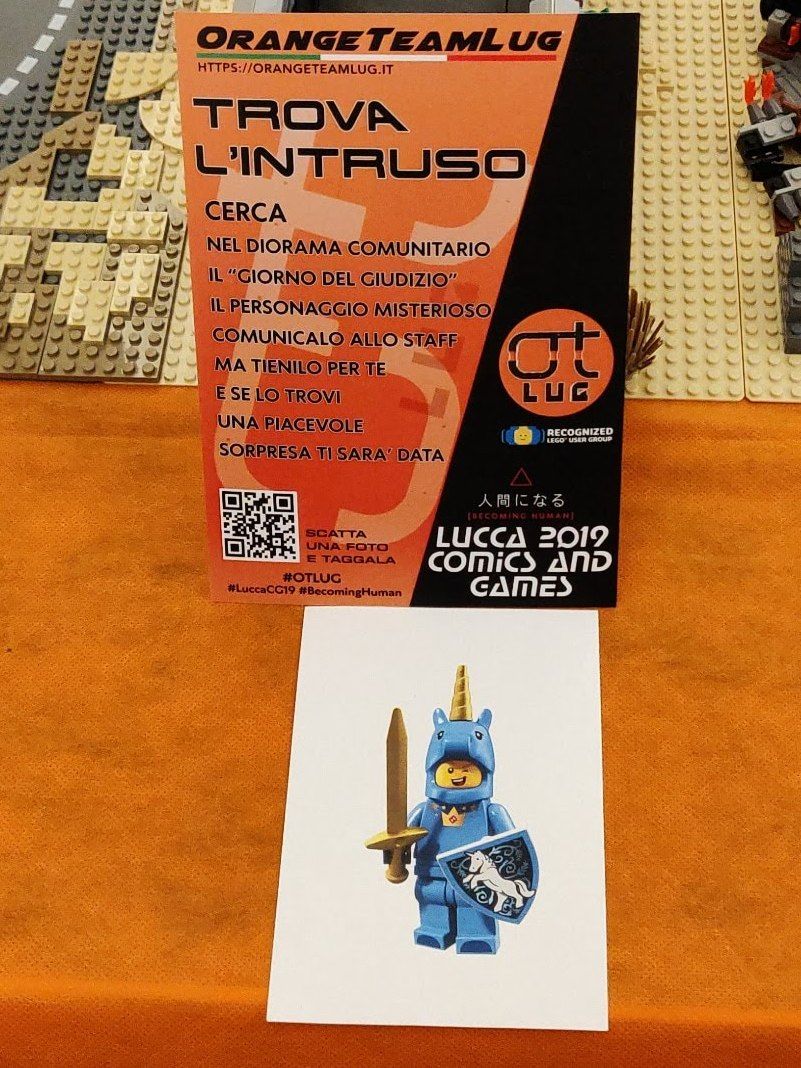 ORANGETEAMLUG
HTTPS://ORANGETEAMLUG.IT
TROVA
L'INTRUSO
CERCA
NEL DIORAMA COMUNITARIO
IL "GIORNO DEL GIUDIZIO"
IL PERSONAGGIO MISTERIOSO
COMUNICALO ALLO STAFF
MA TIENILO PER TE
E SE LO TROVI
UNA PIACEVOLE
SORPRESA TI SARA' DATA
SCATTA
UNA FOTO
E TAGGALA
#OTLUG
#LuccaCG19 #BecomingHuman
ot
LUG
RECOGNIZED
LEGO® USER GROUP
人間になる
[BECOMING HUMAN]
LUCCA 2019
COMICS AND
GAMES